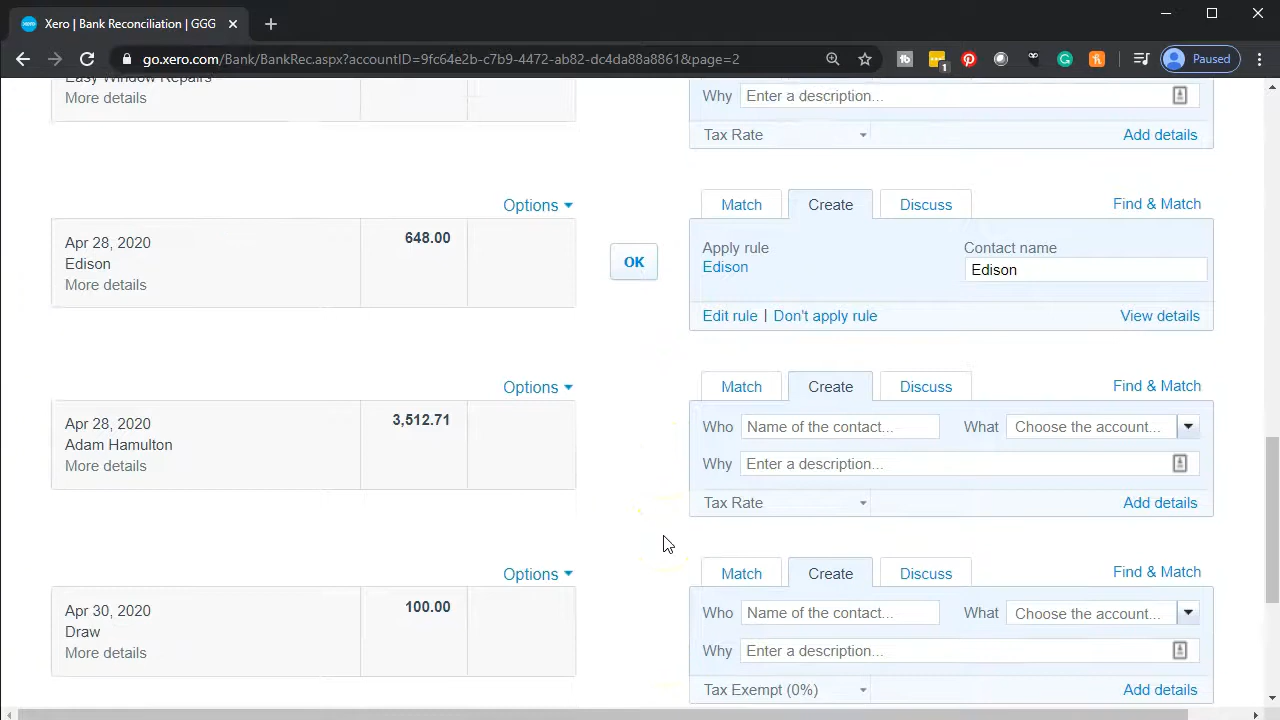 Xero | Bank Reconciliation | GGG
go.xero.com/Bank/BankRec.aspx?accountID=9fc64e2b-c7b9-4472-ab82-dc4da88a8861&page=2
1
Paused
Easy Window Repairs
More details
Why Enter a description...
Tax Rate Add details
Options
Apr 28, 2020 648.00
Edison
More details
OK
Match Create Discuss Find & Match
Apply rule Contact name
Edison Edison
Edit rule | Don't apply rule View details
Options
Apr 28, 2020 3,512.71
Adam Hamulton
More details
Match Create Discuss Find & Match
Who Name of the contact... What Choose the account...
Why Enter a description...
Tax Rate Add details
Options
Apr 30, 2020 100.00
Draw
More details
Match Create Discuss Find & Match
Who Name of the contact... What Choose the account...
Why Enter a description...
Tax Exempt (0%) Add details